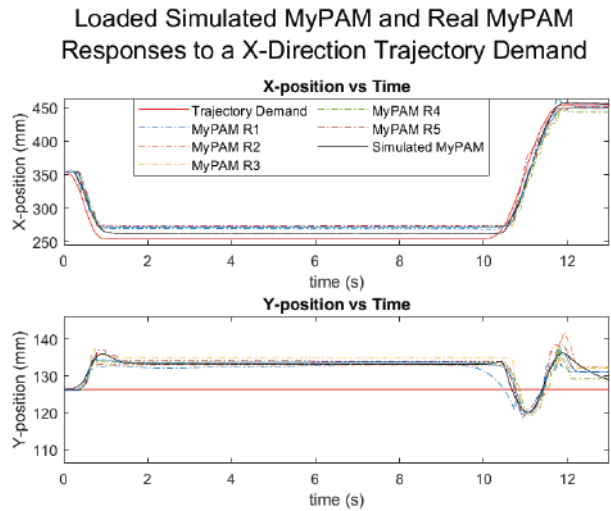 Loaded Simulated MyPAM and Real MyPAM
Responses to a X-Direction Trajectory Demand
X-position vs Time
X-position (mm)
450
400
350
300
250
Trajectory Demand
MyPAM R1
MyPAM R2
MyPAM R3
MyPAM R4
MyPAM R5
Simulated MyPAM
0 2 4 6 8 10 12
time (s)
Y-position vs Time
Y-position (mm)
140
130
120
110
0 2 4 6 8 10 12
time (s)